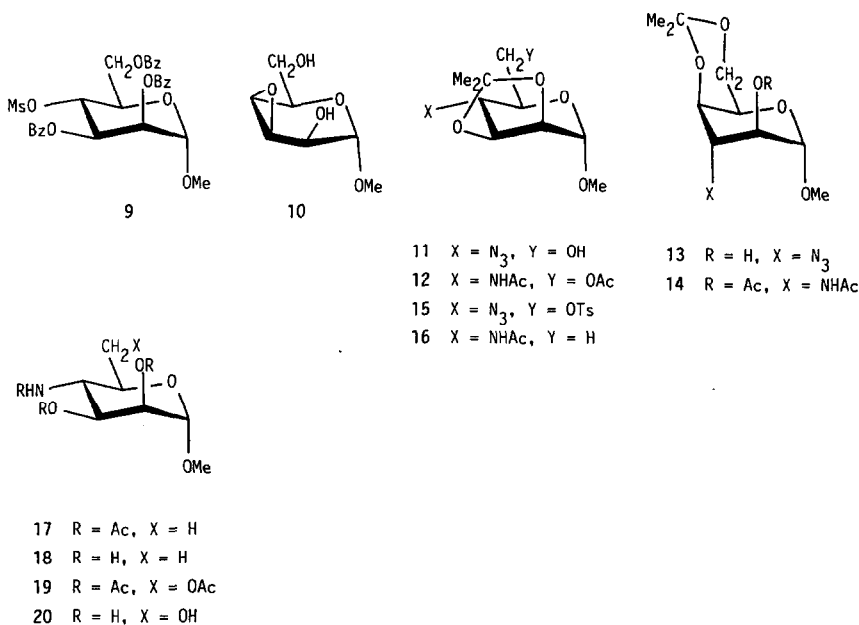 CH2OBz
OBz
MsO
BzO
O
OMe
9
CH2OH
O
O
OH
OMe
10
CH2Y
Me2C
O
O
X
O
OMe
Me2C
O
O
CH2
OR
O
X
OMe
11 X = N3, Y = OH
12 X = NHAc, Y = OAc
15 X = N3, Y = OTs
16 X = NHAc, Y = H
13 R = H, X = N3
14 R = Ac, X = NHAc
CH2X
OR
RHN
RO
O
OMe
17 R = Ac, X = H
18 R = H, X = H
19 R = Ac, X = OAc
20 R = H, X = OH